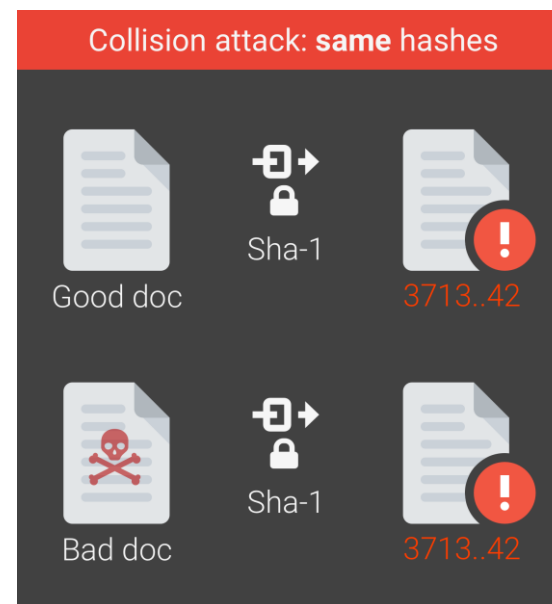 Collision attack: same hashes
Sha-1
Good doc
3713..42
Sha-1
Bad doc
3713..42